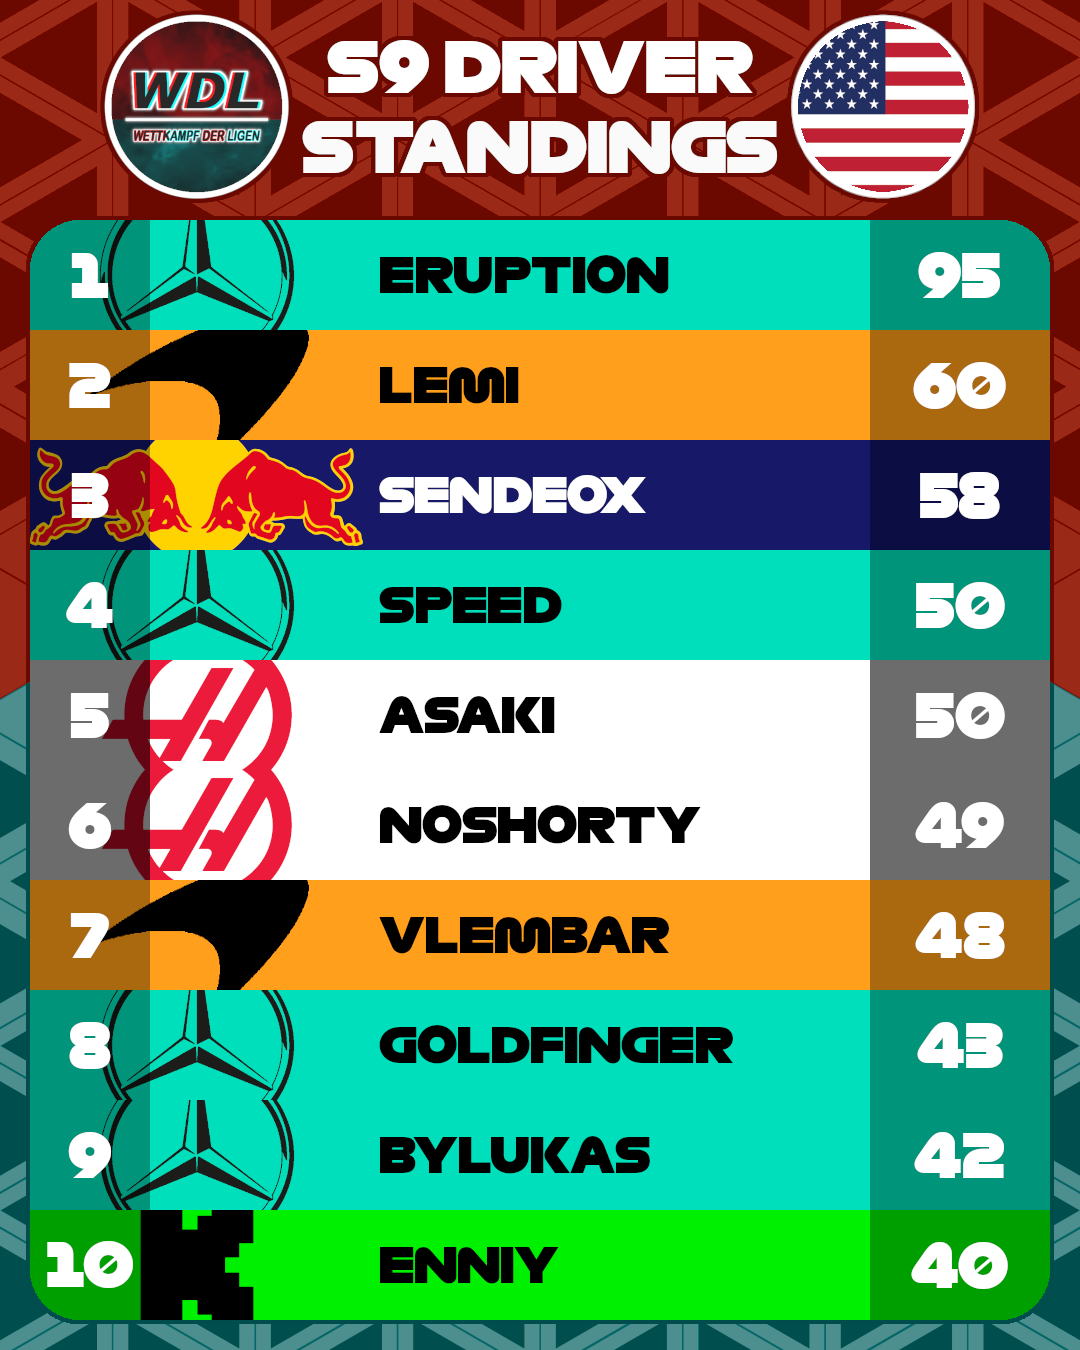 WDL
WETTKAMPF DER LIGEN
S9 DRIVER
STANDINGS
1 ERUPTION 95
2 LEMI 60
3 SENDEOX 58
4 SPEED 50
5 ASAKI 50
6 NOSHORTY 49
7 VLEMBAR 48
8 GOLDFINGER 43
9 BYLUKAS 42
10 ENNIY 40